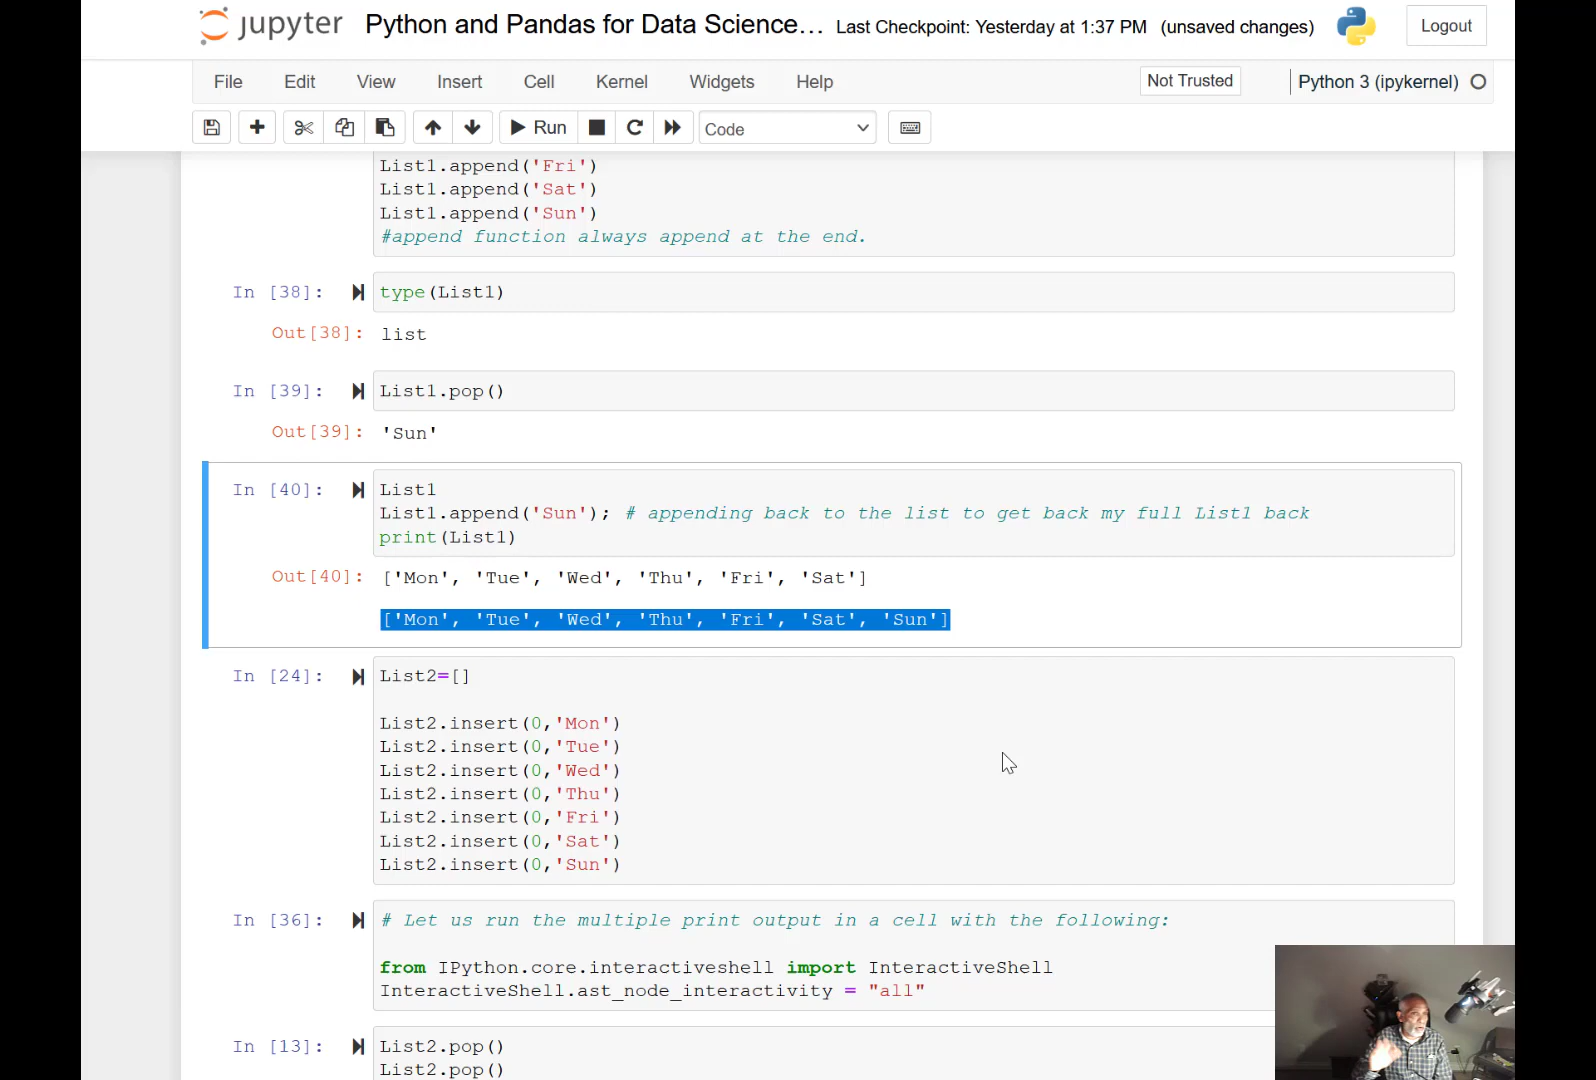 jupyter Python and Pandas for Data Science... Last Checkpoint: Yesterday at 1:37 PM (unsaved changes) Logout
File Edit View Insert Cell Kernel Widgets Help Not Trusted Python 3 (ipykernel)
Run Code
List1.append('Fri')
List1.append('Sat')
List1.append('Sun')
#append function always append at the end.
In [38]: type(List1)
Out[38]: list
In [39]: List1.pop()
Out[39]: 'Sun'
In [40]: List1
List1.append('Sun'); # appending back to the list to get back my full List1 back
print(List1)
Out[40]: ['Mon', 'Tue', 'Wed', 'Thu', 'Fri', 'Sat']
['Mon', 'Tue', 'Wed', 'Thu', 'Fri', 'Sat', 'Sun']
In [24]: List2=[]
List2.insert(0,'Mon')
List2.insert(0,'Tue')
List2.insert(0,'Wed')
List2.insert(0,'Thu')
List2.insert(0,'Fri')
List2.insert(0,'Sat')
List2.insert(0,'Sun')
In [36]: # Let us run the multiple print output in a cell with the following:
from IPython.core.interactiveshell import InteractiveShell
InteractiveShell.ast_node_interactivity = "all"
In [13]: List2.pop()
List2.pop()